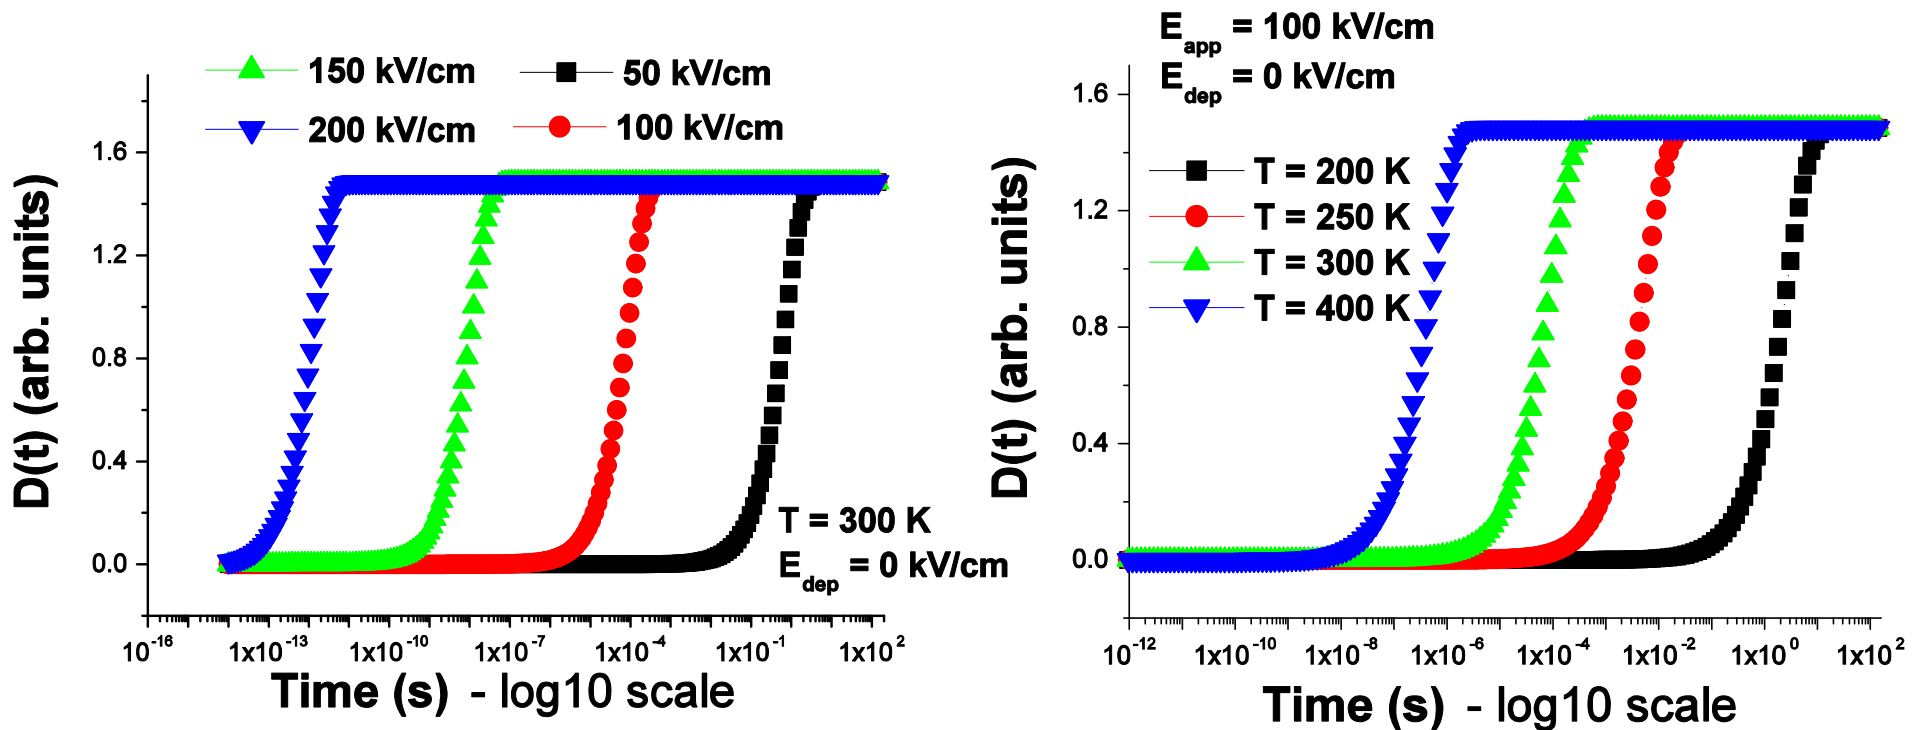 150 kV/cm
50 kV/cm
200 kV/cm
100 kV/cm
D(t) (arb. units)
1.6
1.2
0.8
0.4
0.0
T = 300 K
E_dep = 0 kV/cm
10^-16 1x10^-13 1x10^-10 1x10^-7 1x10^-4 1x10^-1 1x10^2
Time (s) - log10 scale
E_app = 100 kV/cm
E_dep = 0 kV/cm
D(t) (arb. units)
1.6
1.2
0.8
0.4
0.0
T = 200 K
T = 250 K
T = 300 K
T = 400 K
10^-12 1x10^-10 1x10^-8 1x10^-6 1x10^-4 1x10^-2 1x10^0 1x10^2
Time (s) - log10 scale